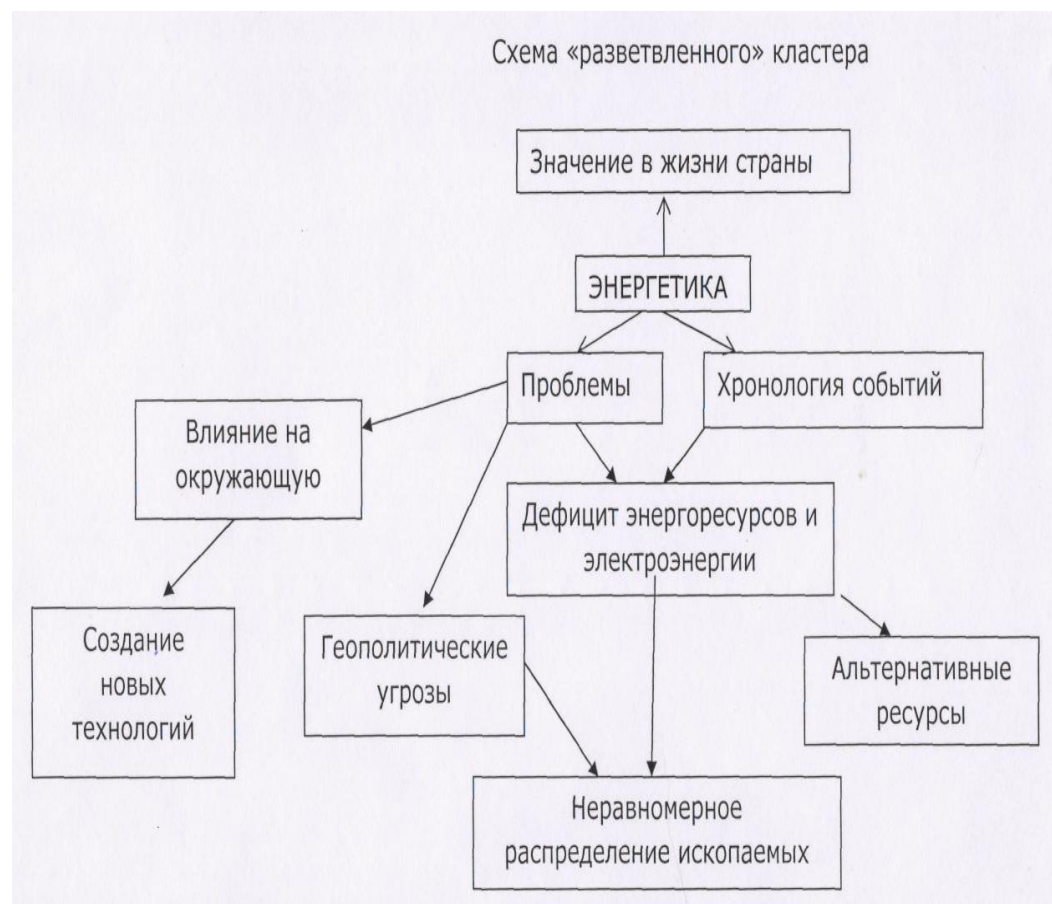 Схема «разветвленного» кластера
Значение в жизни страны
ЭНЕРГЕТИКА
Проблемы
Хронология событий
Влияние на
окружающую
Дефицит энергоресурсов и
электроэнергии
Создание
новых
технологий
Геополитические
угрозы
Альтернативные
ресурсы
Неравномерное
распределение ископаемых